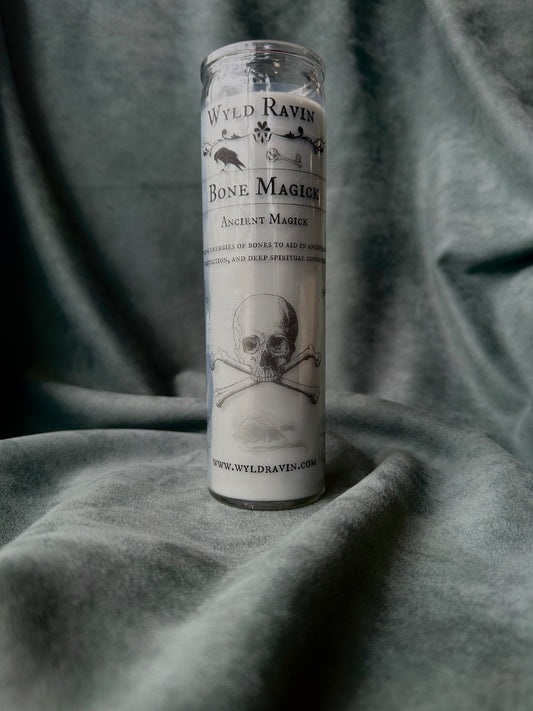 Wyld Ravin
Bone Magick
Ancient Magick
energies of bones to aid in
and deep spiritual
www.wyldravin.com